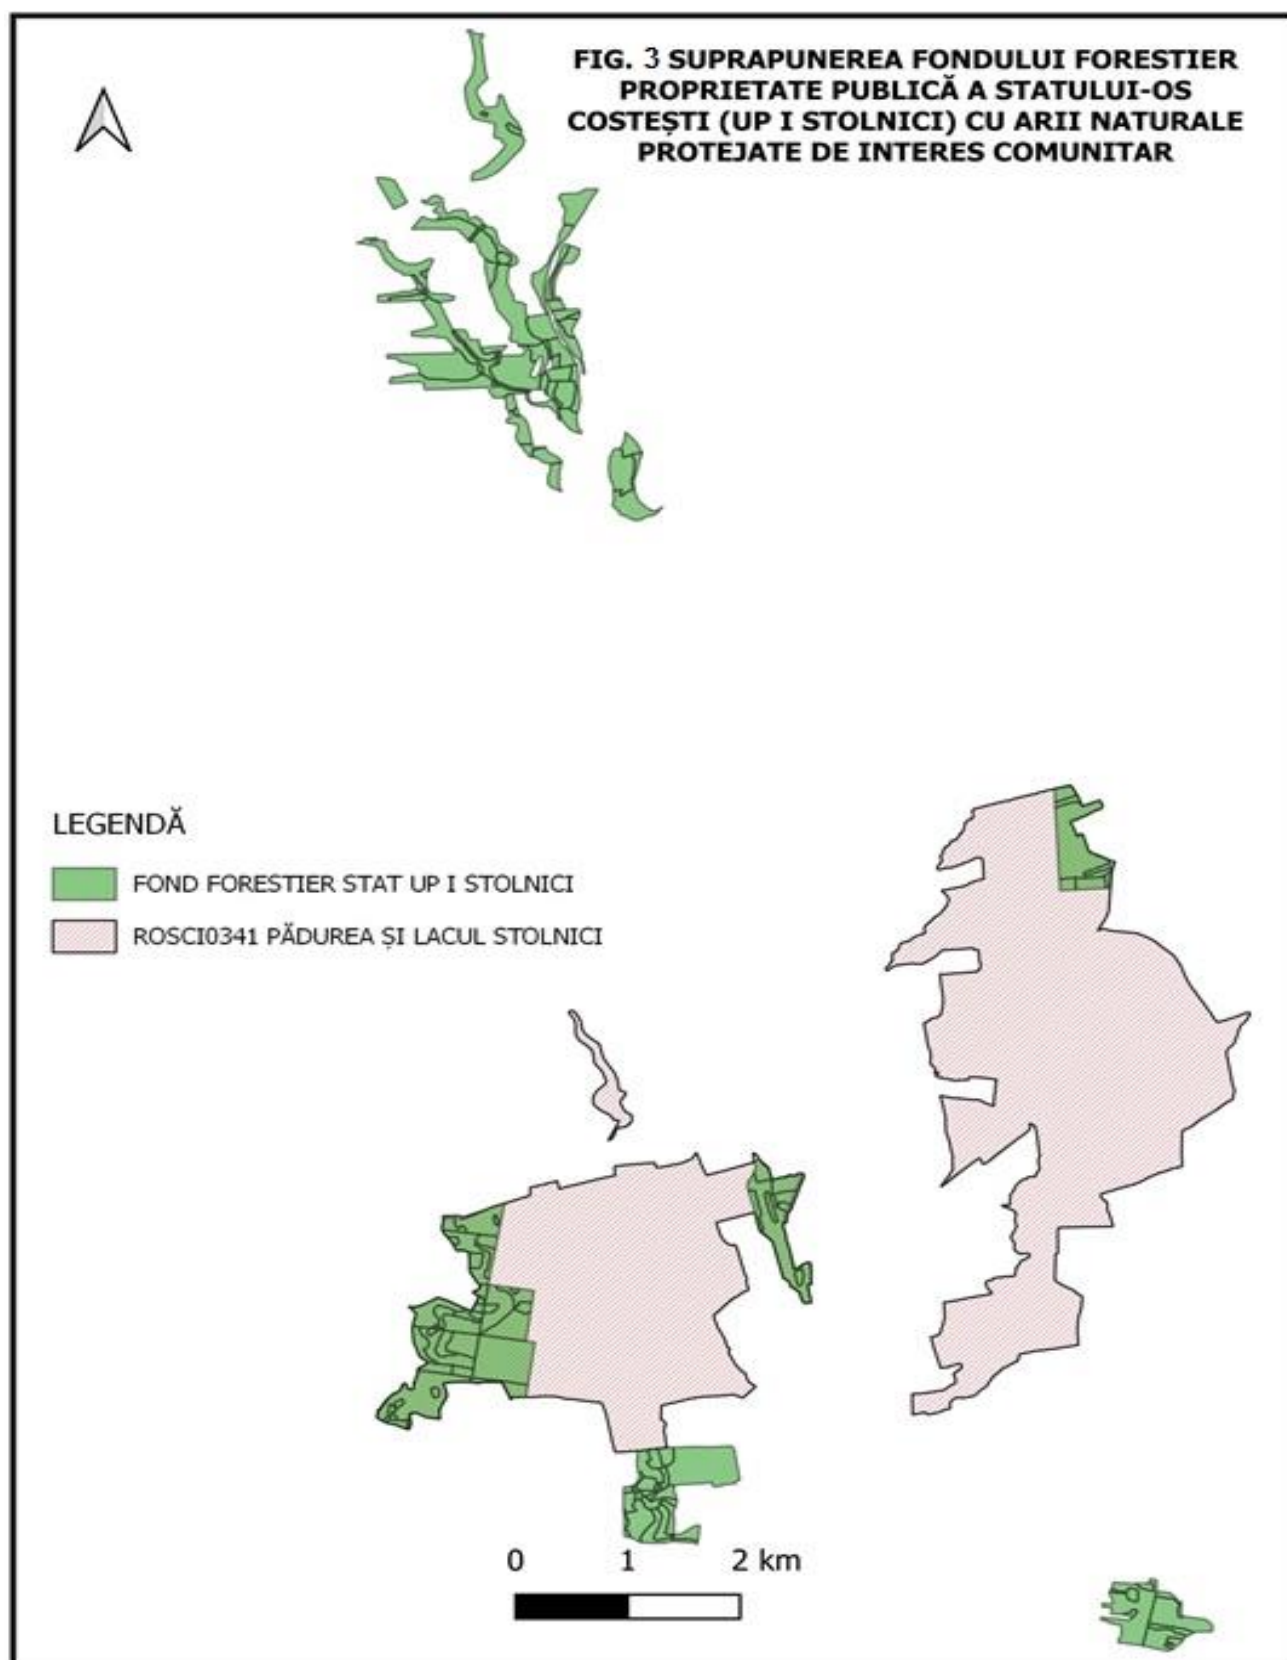 FIG. 3 SUPRAPUNEREA FONDULUI FORESTIER
PROPRIETATE PUBLICĂ A STATULUI-OS
COSTEȘTI (UP I STOLNICI) CU ARII NATURALE
PROTEJATE DE INTERES COMUNITAR
LEGENDĂ
FOND FORESTIER STAT UP I STOLNICI
ROSCI0341 PĂDUREA ȘI LACUL STOLNICI
0 1 2 km